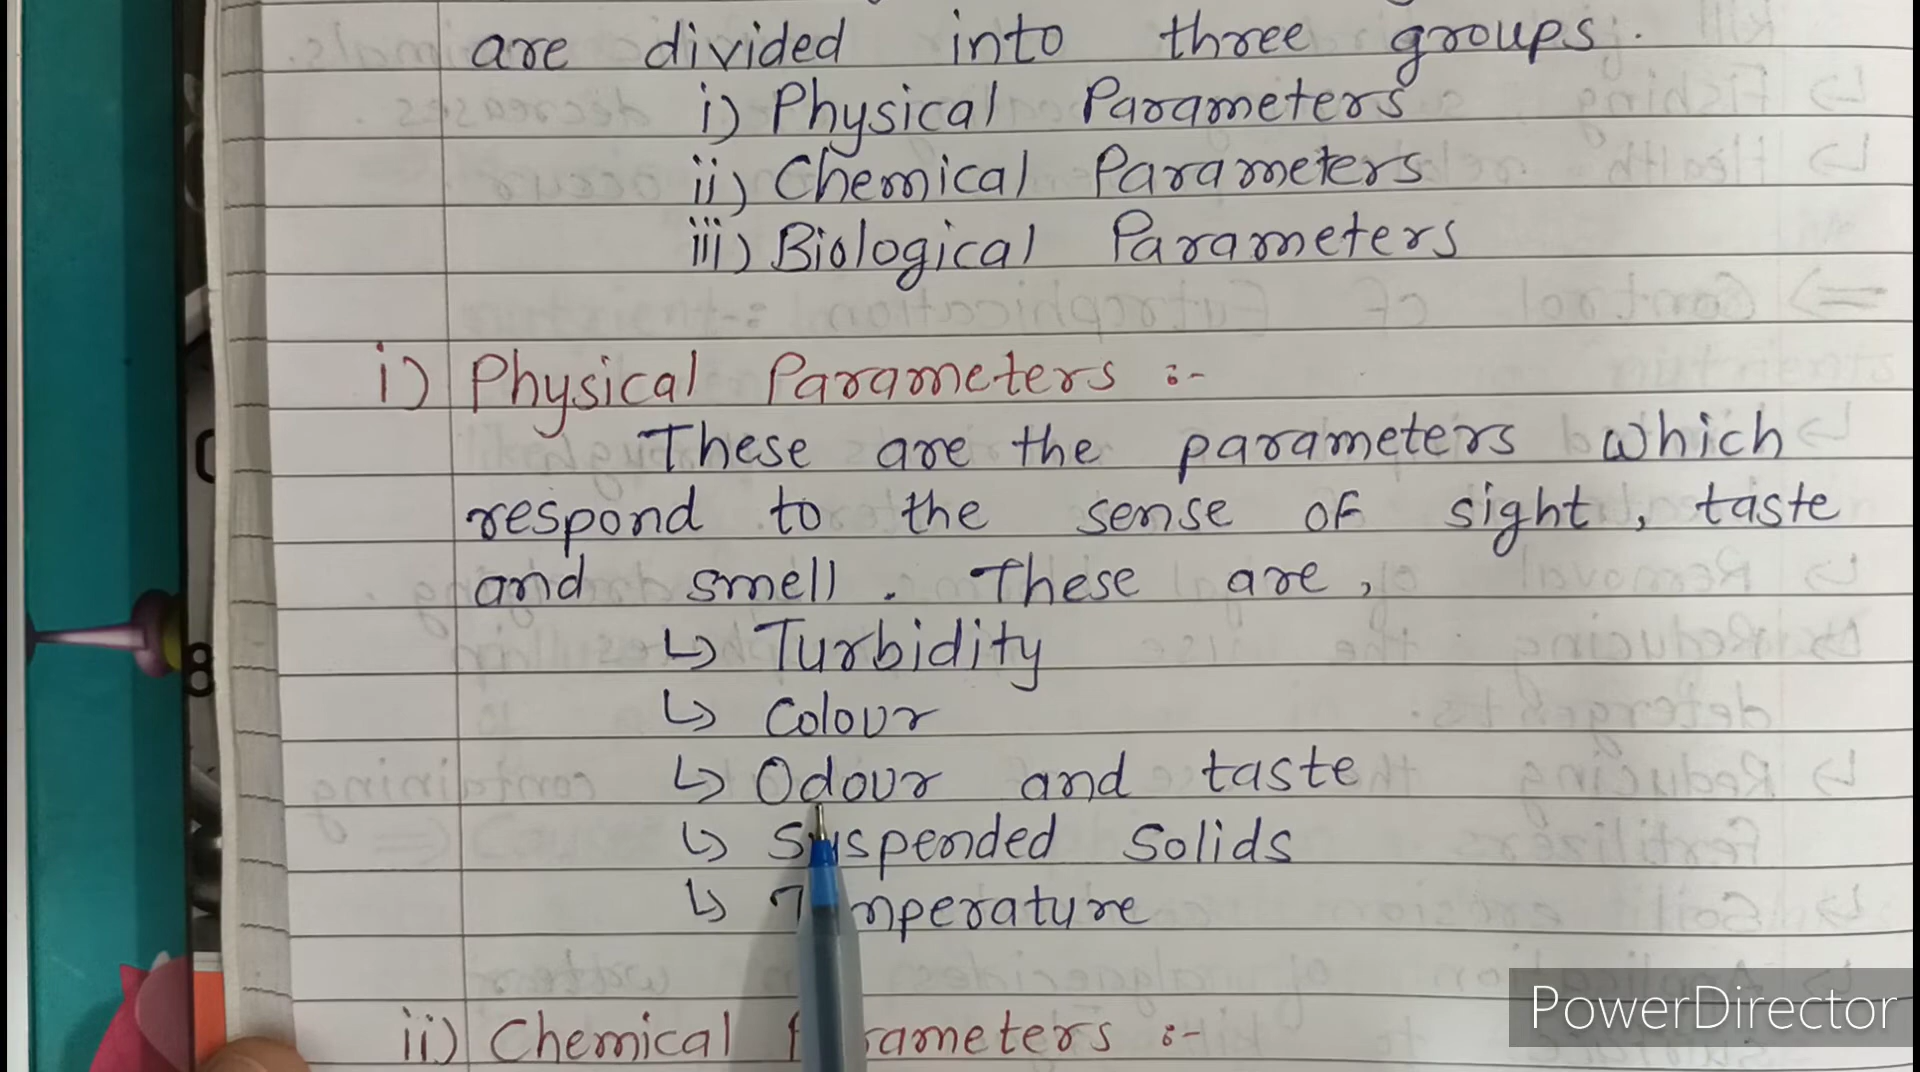 are divided into three groups.
i) Physical Parameters
ii) Chemical Parameters
iii) Biological Parameters
i) Physical Parameters :-
These are the parameters which
respond to the sense of sight, taste
and smell. These are,
↳ Turbidity
↳ Colour
↳ Odour and taste
↳ Suspended Solids
↳ Temperature
ii) Chemical Parameters :-
PowerDirector